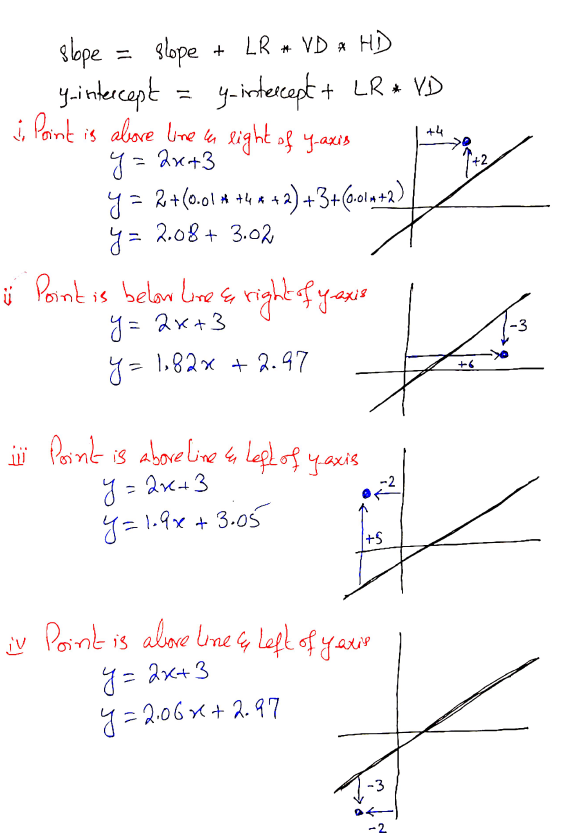 slope = slope + LR * VD * HD
y-intercept = y-intercept + LR * VD
i, Point is above line & right of y-axis
y = 2x+3
y = 2+(0.01 * +4 * +2)+3+(0.01*+2)
y = 2.08 + 3.02
+4
+2
ii Point is below line & right of y-axis
y = 2x+3
y = 1.82x + 2.97
-3
+6
iii Point is above line & left of y-axis
y = 2x+3
y = 1.9x + 3.05
-2
+5
iv Point is above line & left of y-axis
y = 2x+3
y = 2.06x + 2.97
-3
-2